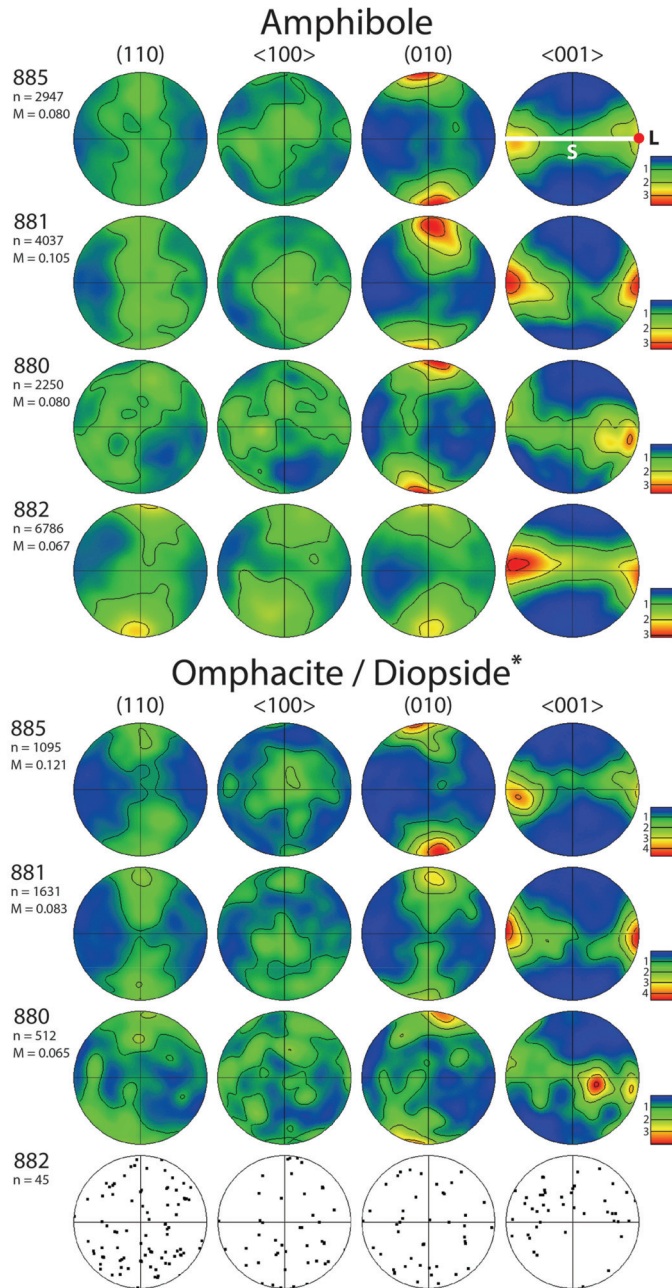 Amphibole
(110) <100> (010) <001>
885
n = 2947
M = 0.080
L
S
1
2
3
881
n = 4037
M = 0.105
1
2
3
880
n = 2250
M = 0.080
1
2
3
882
n = 6786
M = 0.067
1
2
3
Omphacite / Diopside*
(110) <100> (010) <001>
885
n = 1095
M = 0.121
1
2
3
4
881
n = 1631
M = 0.083
1
2
3
4
880
n = 512
M = 0.065
1
2
3
882
n = 45